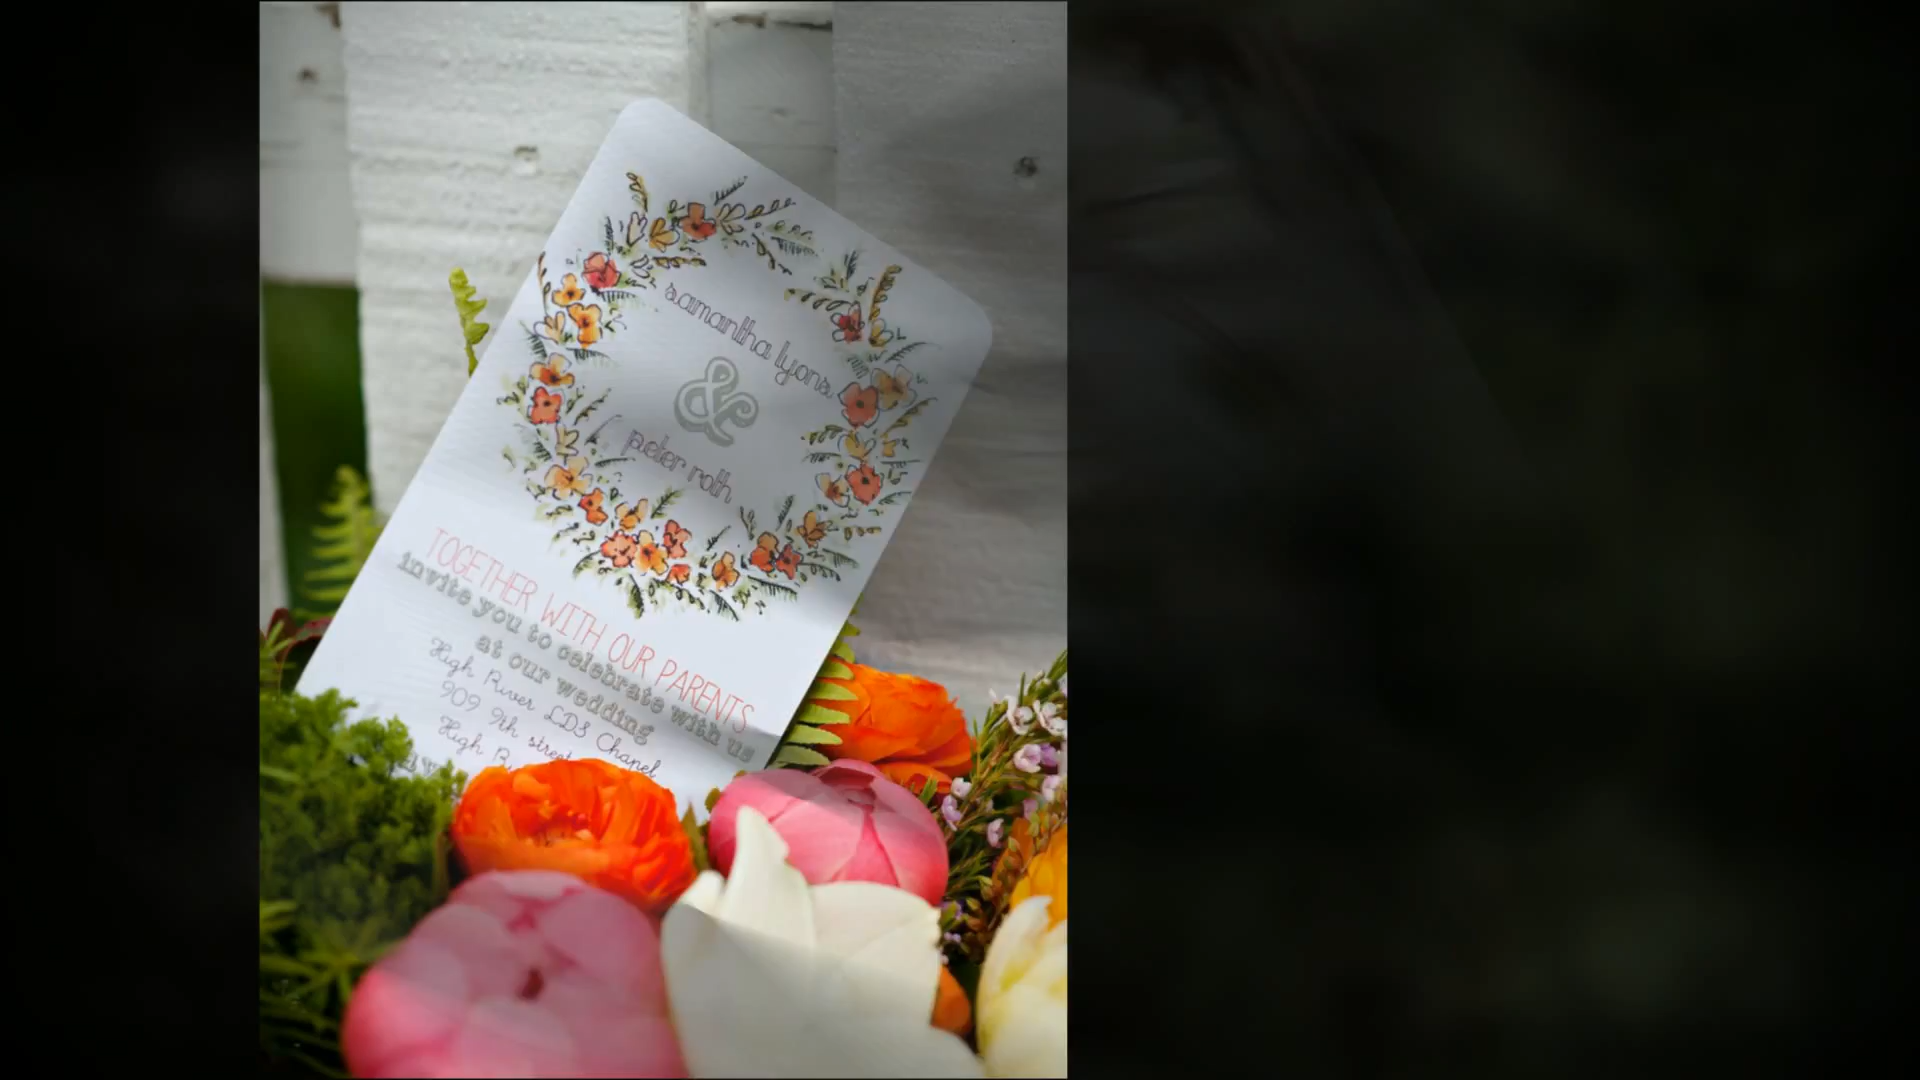 samantha lyons
&
peter roth
TOGETHER WITH OUR PARENTS
invite you to celebrate with us
at our wedding
High River LDS Chapel
909 9th street
High R